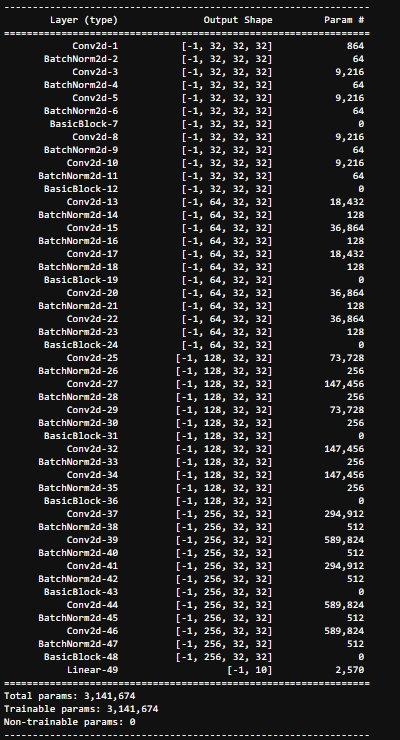 ----------------------------------------------------------------
Layer (type) Output Shape Param #
================================================================
Conv2d-1 [-1, 32, 32, 32] 864
BatchNorm2d-2 [-1, 32, 32, 32] 64
Conv2d-3 [-1, 32, 32, 32] 9,216
BatchNorm2d-4 [-1, 32, 32, 32] 64
Conv2d-5 [-1, 32, 32, 32] 9,216
BatchNorm2d-6 [-1, 32, 32, 32] 64
BasicBlock-7 [-1, 32, 32, 32] 0
Conv2d-8 [-1, 32, 32, 32] 9,216
BatchNorm2d-9 [-1, 32, 32, 32] 64
Conv2d-10 [-1, 32, 32, 32] 9,216
BatchNorm2d-11 [-1, 32, 32, 32] 64
BasicBlock-12 [-1, 32, 32, 32] 0
Conv2d-13 [-1, 64, 32, 32] 18,432
BatchNorm2d-14 [-1, 64, 32, 32] 128
Conv2d-15 [-1, 64, 32, 32] 36,864
BatchNorm2d-16 [-1, 64, 32, 32] 128
Conv2d-17 [-1, 64, 32, 32] 18,432
BatchNorm2d-18 [-1, 64, 32, 32] 128
BasicBlock-19 [-1, 64, 32, 32] 0
Conv2d-20 [-1, 64, 32, 32] 36,864
BatchNorm2d-21 [-1, 64, 32, 32] 128
Conv2d-22 [-1, 64, 32, 32] 36,864
BatchNorm2d-23 [-1, 64, 32, 32] 128
BasicBlock-24 [-1, 64, 32, 32] 0
Conv2d-25 [-1, 128, 32, 32] 73,728
BatchNorm2d-26 [-1, 128, 32, 32] 256
Conv2d-27 [-1, 128, 32, 32] 147,456
BatchNorm2d-28 [-1, 128, 32, 32] 256
Conv2d-29 [-1, 128, 32, 32] 73,728
BatchNorm2d-30 [-1, 128, 32, 32] 256
BasicBlock-31 [-1, 128, 32, 32] 0
Conv2d-32 [-1, 128, 32, 32] 147,456
BatchNorm2d-33 [-1, 128, 32, 32] 256
Conv2d-34 [-1, 128, 32, 32] 147,456
BatchNorm2d-35 [-1, 128, 32, 32] 256
BasicBlock-36 [-1, 128, 32, 32] 0
Conv2d-37 [-1, 256, 32, 32] 294,912
BatchNorm2d-38 [-1, 256, 32, 32] 512
Conv2d-39 [-1, 256, 32, 32] 589,824
BatchNorm2d-40 [-1, 256, 32, 32] 512
Conv2d-41 [-1, 256, 32, 32] 294,912
BatchNorm2d-42 [-1, 256, 32, 32] 512
BasicBlock-43 [-1, 256, 32, 32] 0
Conv2d-44 [-1, 256, 32, 32] 589,824
BatchNorm2d-45 [-1, 256, 32, 32] 512
Conv2d-46 [-1, 256, 32, 32] 589,824
BatchNorm2d-47 [-1, 256, 32, 32] 512
BasicBlock-48 [-1, 256, 32, 32] 0
Linear-49 [-1, 10] 2,570
================================================================
Total params: 3,141,674
Trainable params: 3,141,674
Non-trainable params: 0
----------------------------------------------------------------